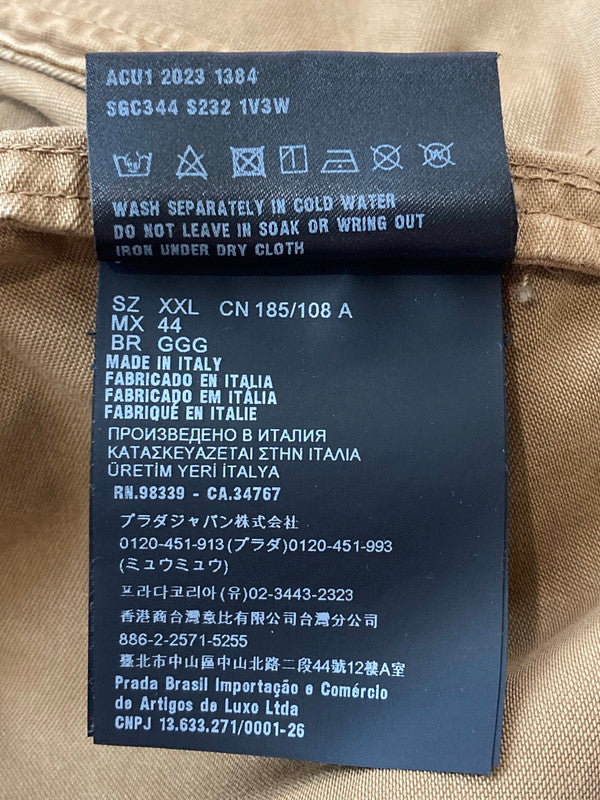 ACU1 2023 1384
SGC344 S232 1V3W
WASH SEPARATELY IN COLD WATER
DO NOT LEAVE IN SOAK OR WRING OUT
IRON UNDER DRY CLOTH
SZ XXL CN 185/108 A
MX 44
BR GGG
MADE IN ITALY
FABRICADO EN ITALIA
FABRICADO EM ITÁLIA
FABRIQUÉ EN ITALIE
ПРОИЗВЕДЕНО В ИТАЛИЯ
ΚΑΤΑΣΚΕΥΑΖΕΤΑΙ ΣΤΗΝ ΙΤΑΛΙΑ
ÜRETİM YERİ İTALYA
RN.98339 - CA.34767
プラダジャパン株式会社
0120-451-913(プラダ)0120-451-993
(ミュウミュウ)
프라다코리아(유)02-3443-2323
香港商台灣意比有限公司台灣分公司
886-2-2571-5255
臺北市中山區中山北路二段44號12樓A室
Prada Brasil Importação e Comércio
de Artigos de Luxo Ltda
CNPJ 13.633.271/0001-26